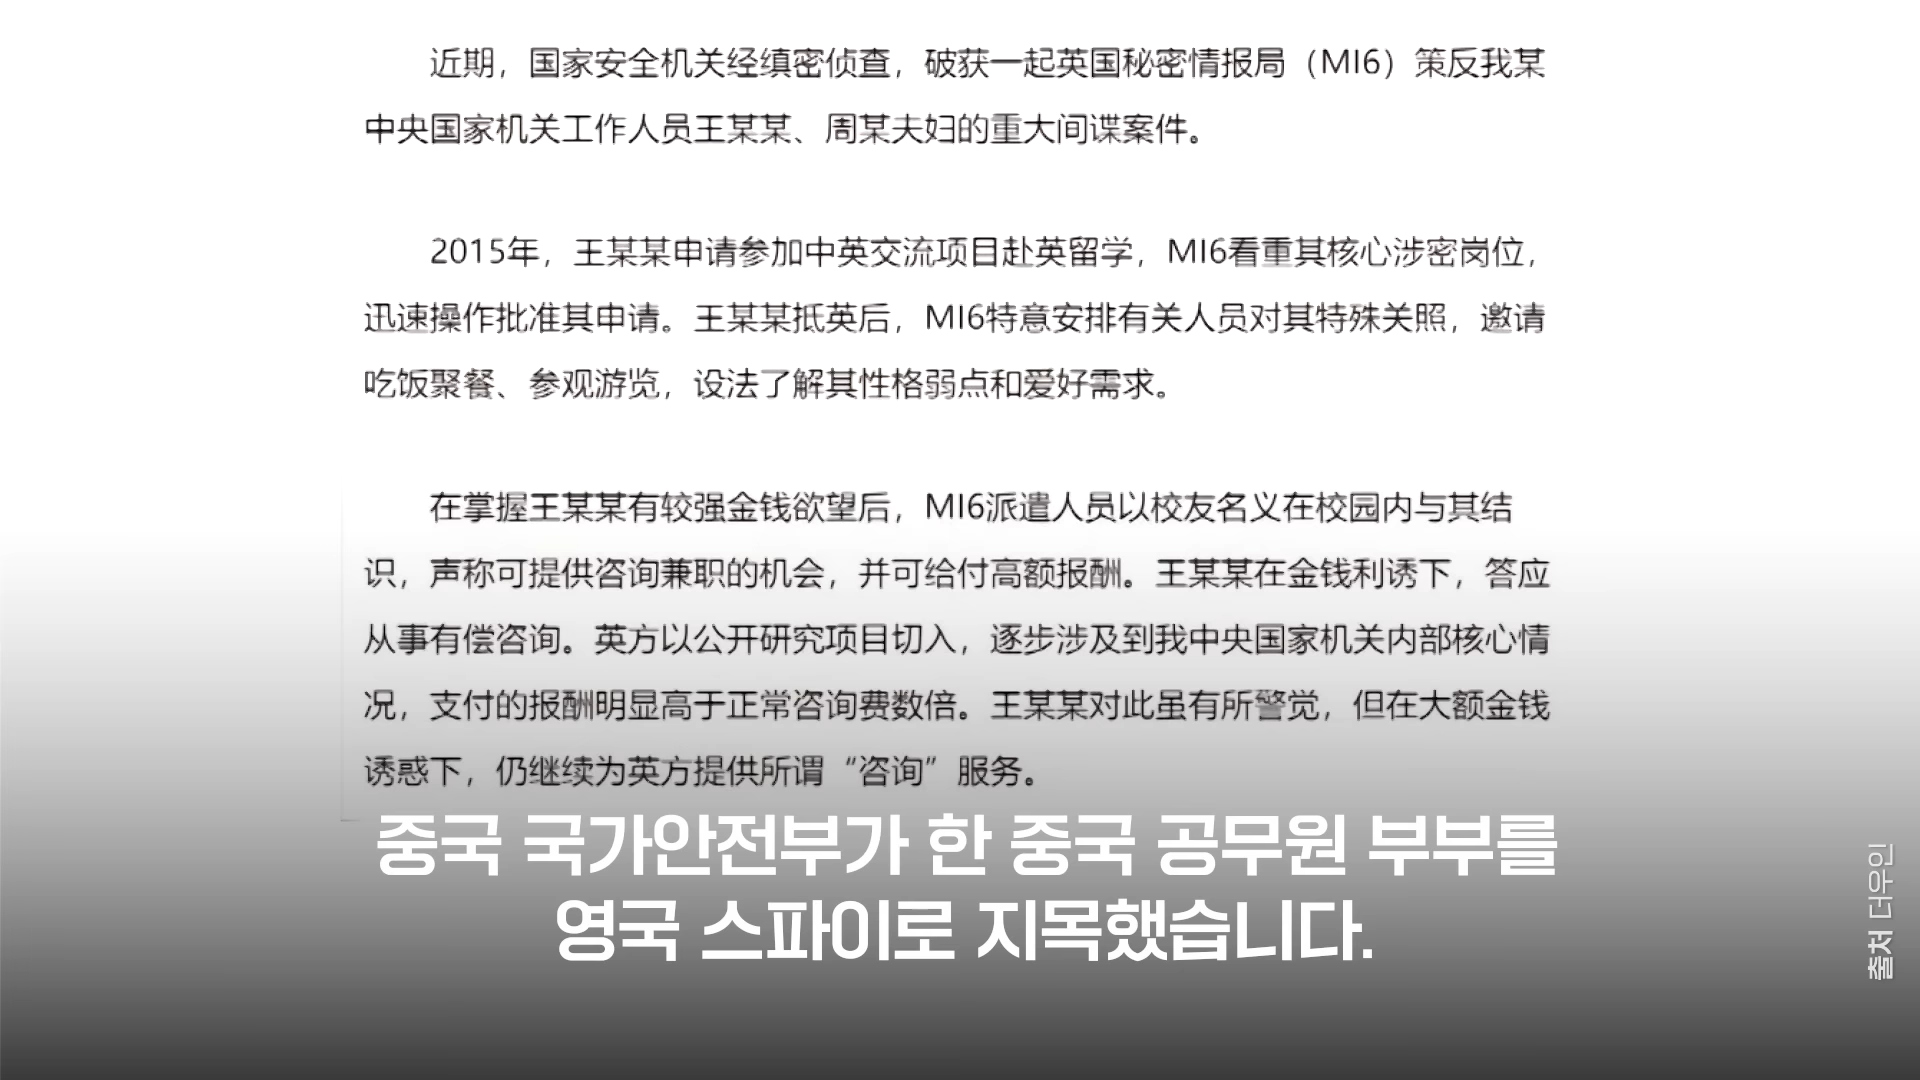 近期，国家安全机关经缜密侦查，破获一起英国秘密情报局（MI6）策反我某
中央国家机关工作人员王某某、周某夫妇的重大间谍案件。
2015年，王某某申请参加中英交流项目赴英留学，MI6看重其核心涉密岗位，
迅速操作批准其申请。王某某抵英后，MI6特意安排有关人员对其特殊关照，邀请
吃饭聚餐、参观游览，设法了解其性格弱点和爱好需求。
在掌握王某某有较强金钱欲望后，MI6派遣人员以校友名义在校园内与其结
识，声称可提供咨询兼职的机会，并可给付高额报酬。王某某在金钱利诱下，答应
从事有偿咨询。英方以公开研究项目切入，逐步涉及到我中央国家机关内部核心情
况，支付的报酬明显高于正常咨询费数倍。王某某对此虽有所警觉，但在大额金钱
诱惑下，仍继续为英方提供所谓“咨询”服务。
중국 국가안전부가 한 중국 공무원 부부를
영국 스파이로 지목했습니다.
출처 더우인